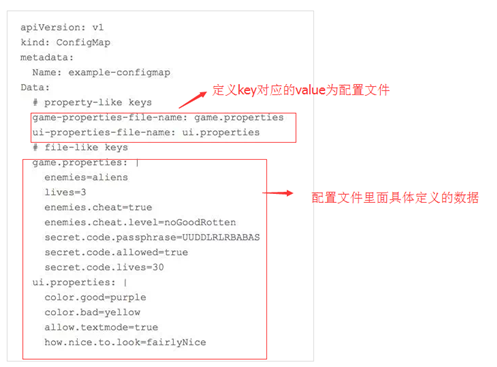 apiVersion: v1
kind: ConfigMap
metadata:
  Name: example-configmap
Data:
  # property-like keys
  game-properties-file-name: game.properties
  ui-properties-file-name: ui.properties
  # file-like keys
  game.properties: |
    enemies=aliens
    lives=3
    enemies.cheat=true
    enemies.cheat.level=noGoodRotten
    secret.code.passphrase=UUDDLRLRBABAS
    secret.code.allowed=true
    secret.code.lives=30
  ui.properties: |
    color.good=purple
    color.bad=yellow
    allow.textmode=true
    how.nice.to.look=fairlyNice
定义key对应的value为配置文件
配置文件里面具体定义的数据